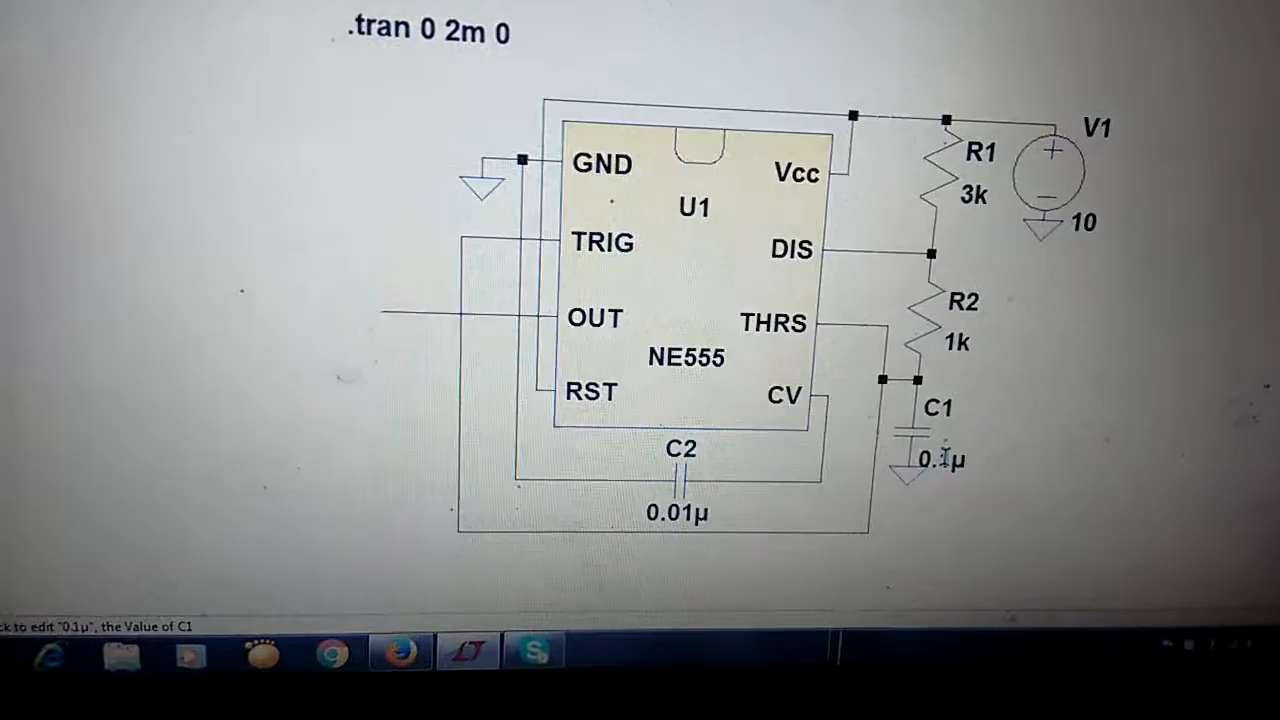 .tran 0 2m 0
V1
GND
Vcc
R1
U1
3k
10
TRIG
DIS
R2
OUT
THRS
1k
NE555
RST
CV
C1
C2
0.1µ
0.01µ
ck to edit "0.1µ", the Value of C1